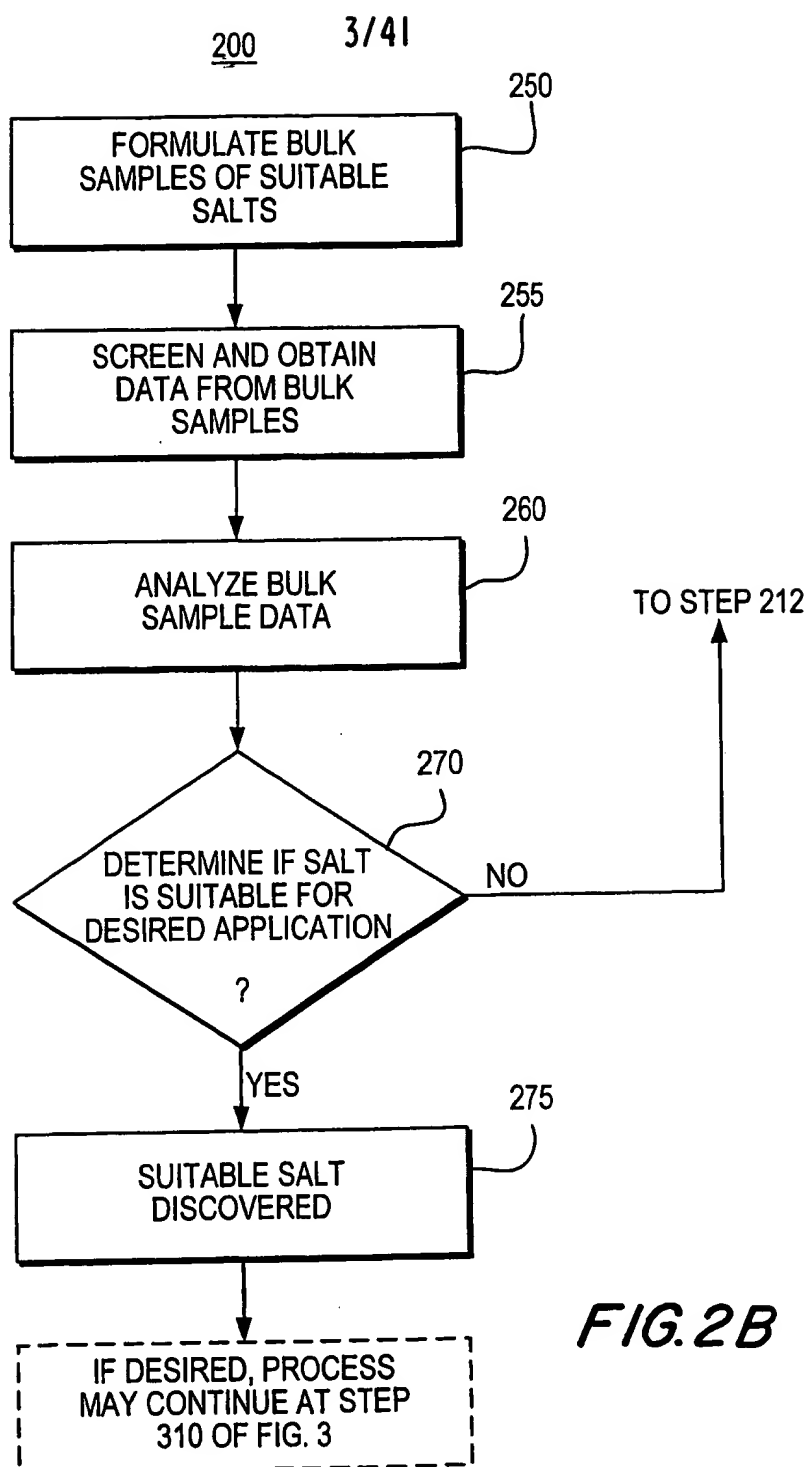 3/41
200
250
FORMULATE BULK
SAMPLES OF SUITABLE
SALTS
255
SCREEN AND OBTAIN
DATA FROM BULK
SAMPLES
260
ANALYZE BULK
SAMPLE DATA
TO STEP 212
270
DETERMINE IF SALT
IS SUITABLE FOR
DESIRED APPLICATION
?
NO
YES
275
SUITABLE SALT
DISCOVERED
IF DESIRED, PROCESS
MAY CONTINUE AT STEP
310 OF FIG. 3
FIG. 2B